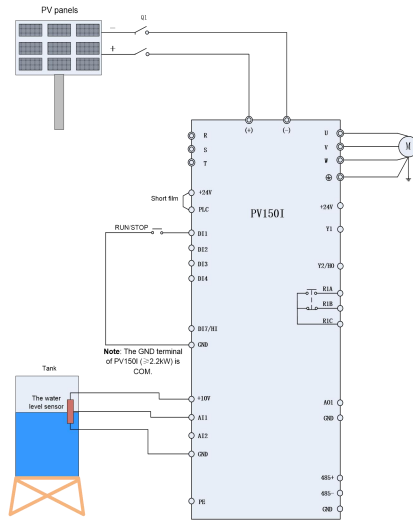 PV panels
Q1
−
+
(+)
(-)
R
S
T
U
V
W
M
+24V
PLC
Short film
PV150I
+24V
RUN/STOP
DI1
Y1
DI2
DI3
DI4
Y2/HO
R1A
R1B
R1C
DI7/HI
GND
Note: The GND terminal
of PV150I (≥2.2kW) is
COM.
Tank
The water
level sensor
+10V
AI1
AI2
GND
AO1
GND
PE
485+
485-
GND